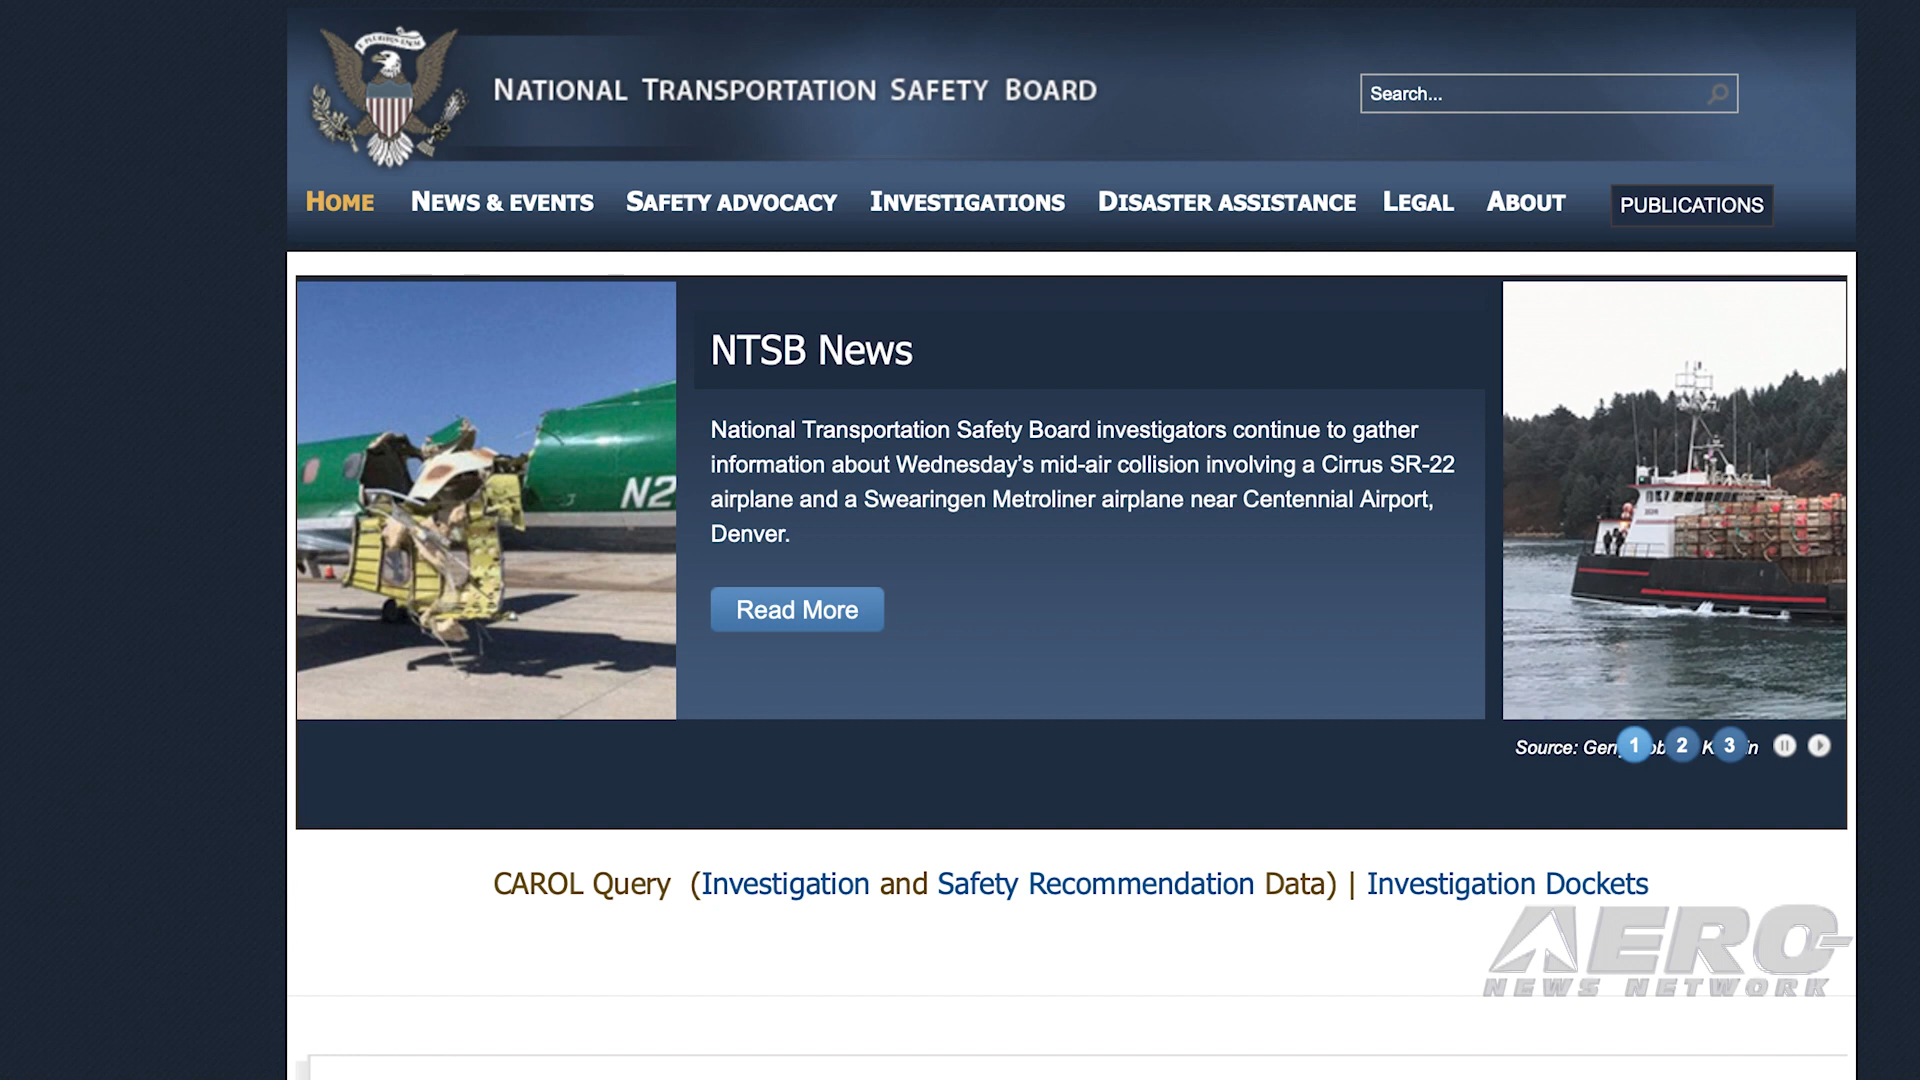 NATIONAL TRANSPORTATION SAFETY BOARD
Search...
HOME NEWS & EVENTS SAFETY ADVOCACY INVESTIGATIONS DISASTER ASSISTANCE LEGAL ABOUT PUBLICATIONS
NTSB News
National Transportation Safety Board investigators continue to gather
information about Wednesday's mid-air collision involving a Cirrus SR-22
airplane and a Swearingen Metroliner airplane near Centennial Airport,
Denver.
Read More
N2
Source:
1 2 3
CAROL Query (Investigation and Safety Recommendation Data) | Investigation Dockets
AERO-
NEWS NETWORK